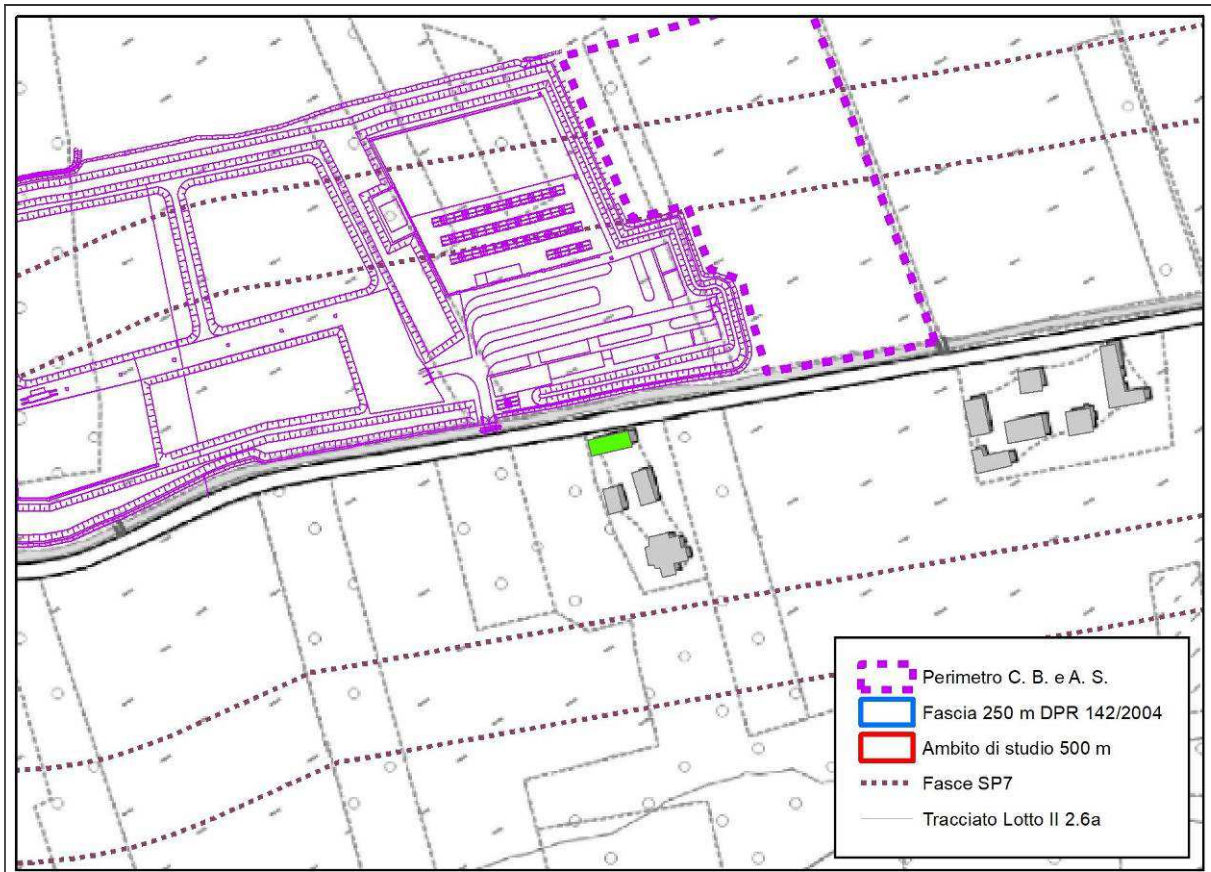 Perimetro C. B. e A. S.
Fascia 250 m DPR 142/2004
Ambito di studio 500 m
Fasce SP7
Tracciato Lotto II 2.6a